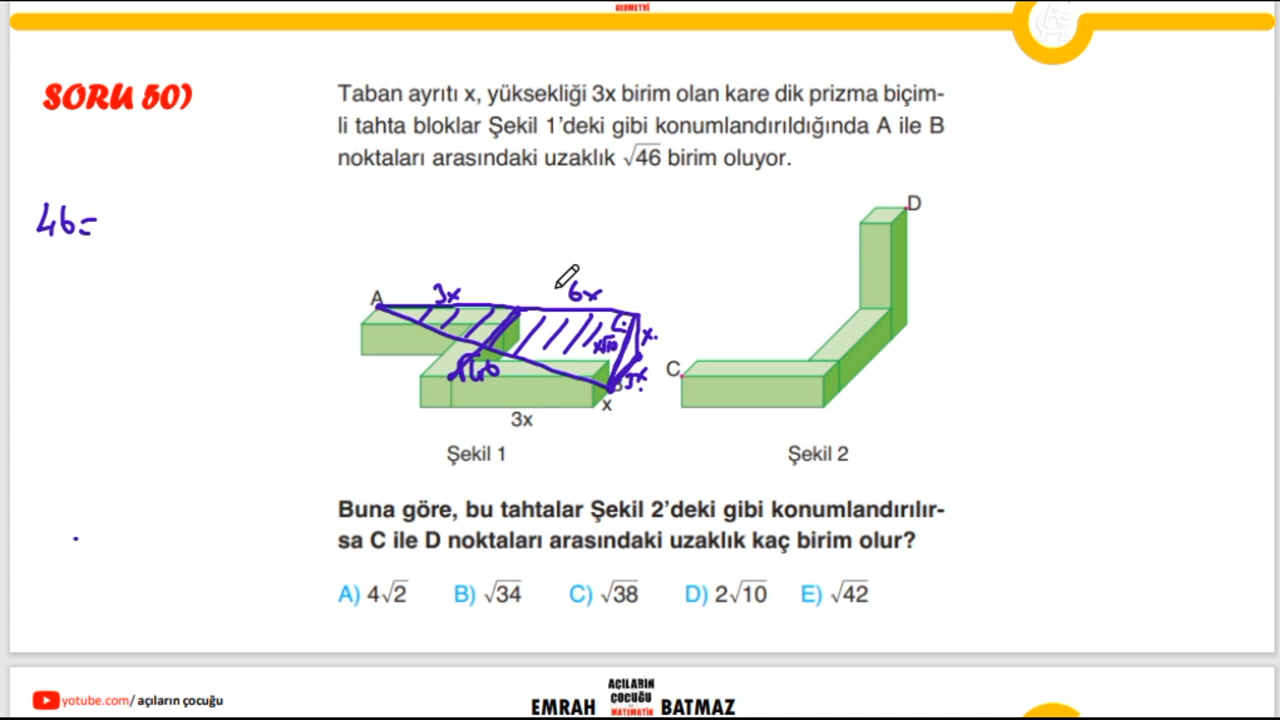 GEOMETRİ
SORU 50)
Taban ayrıtı x, yüksekliği 3x birim olan kare dik prizma biçim-
li tahta bloklar Şekil 1’deki gibi konumlandırıldığında A ile B
noktaları arasındaki uzaklık √46 birim oluyor.
46=
D
A
3x
6x
x.
x√10
√46
3x
B
C
x
3x
Şekil 1
Şekil 2
Buna göre, bu tahtalar Şekil 2’deki gibi konumlandırılır-
sa C ile D noktaları arasındaki uzaklık kaç birim olur?
A) 4√2 B) √34 C) √38 D) 2√10 E) √42
yotube.com/ açıların çocuğu
EMRAH
AÇILARIN
ÇOCUĞU
MATEMATİK
BATMAZ